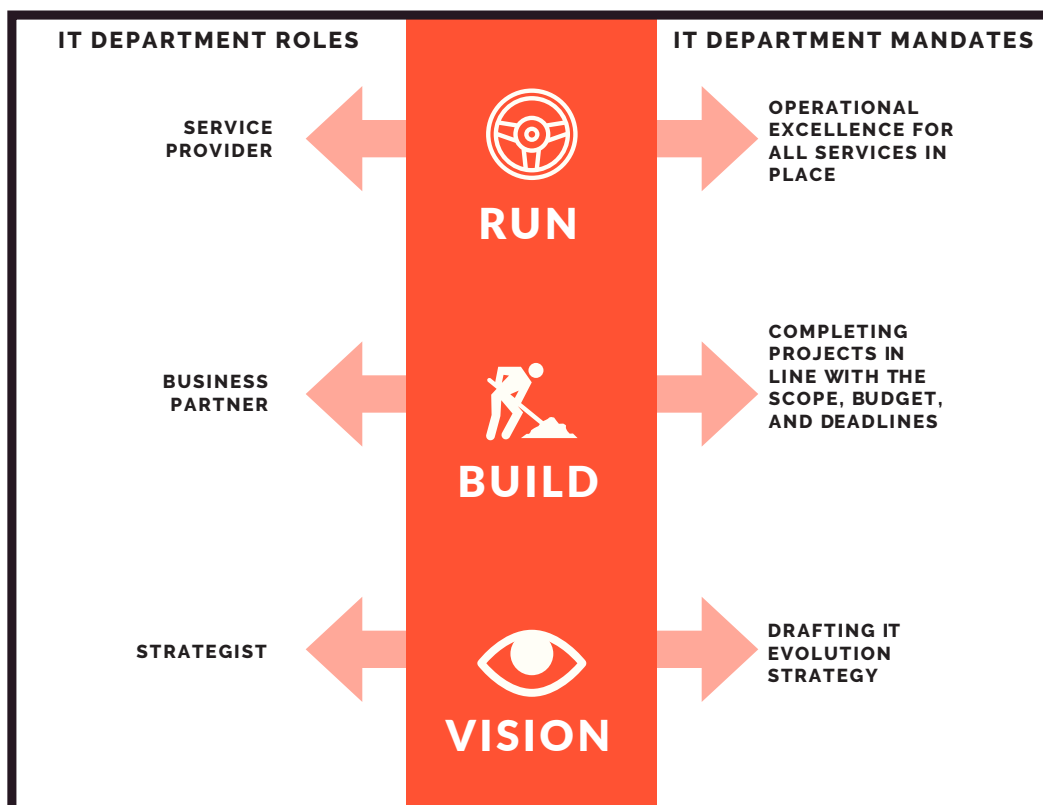 IT DEPARTMENT ROLES
IT DEPARTMENT MANDATES
SERVICE
PROVIDER
RUN
OPERATIONAL
EXCELLENCE FOR
ALL SERVICES IN
PLACE
BUSINESS
PARTNER
BUILD
COMPLETING
PROJECTS IN
LINE WITH THE
SCOPE, BUDGET,
AND DEADLINES
STRATEGIST
VISION
DRAFTING IT
EVOLUTION
STRATEGY